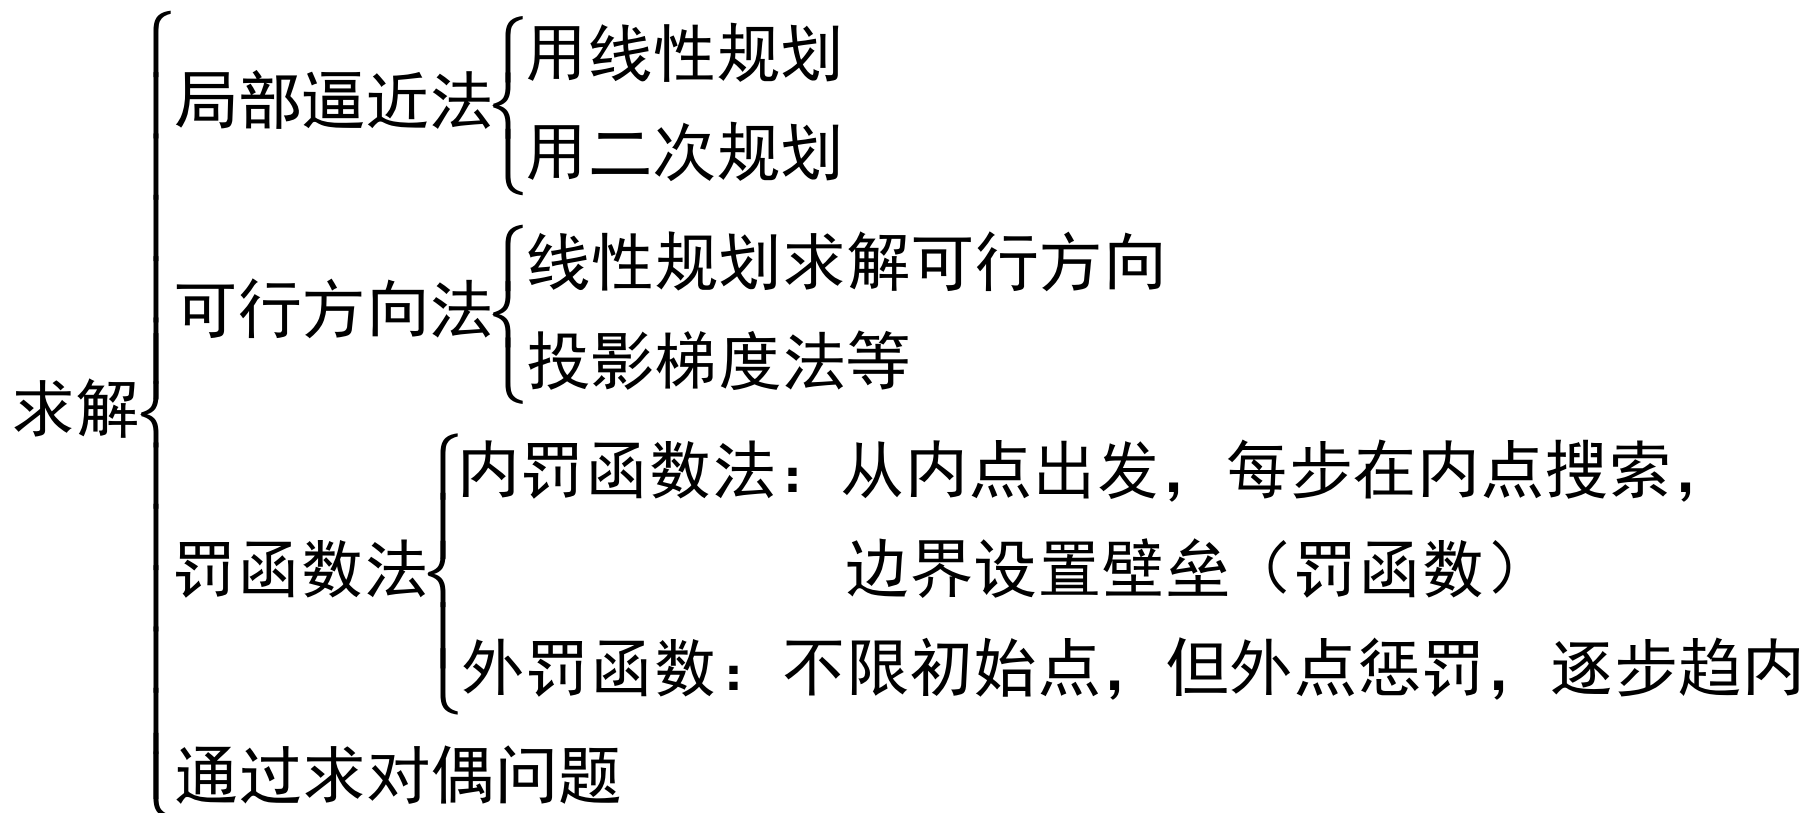 求解
局部逼近法
用线性规划
用二次规划
可行方向法
线性规划求解可行方向
投影梯度法等
罚函数法
内罚函数法：从内点出发，每步在内点搜索，
边界设置壁垒（罚函数）
外罚函数：不限初始点，但外点惩罚，逐步趋内
通过求对偶问题